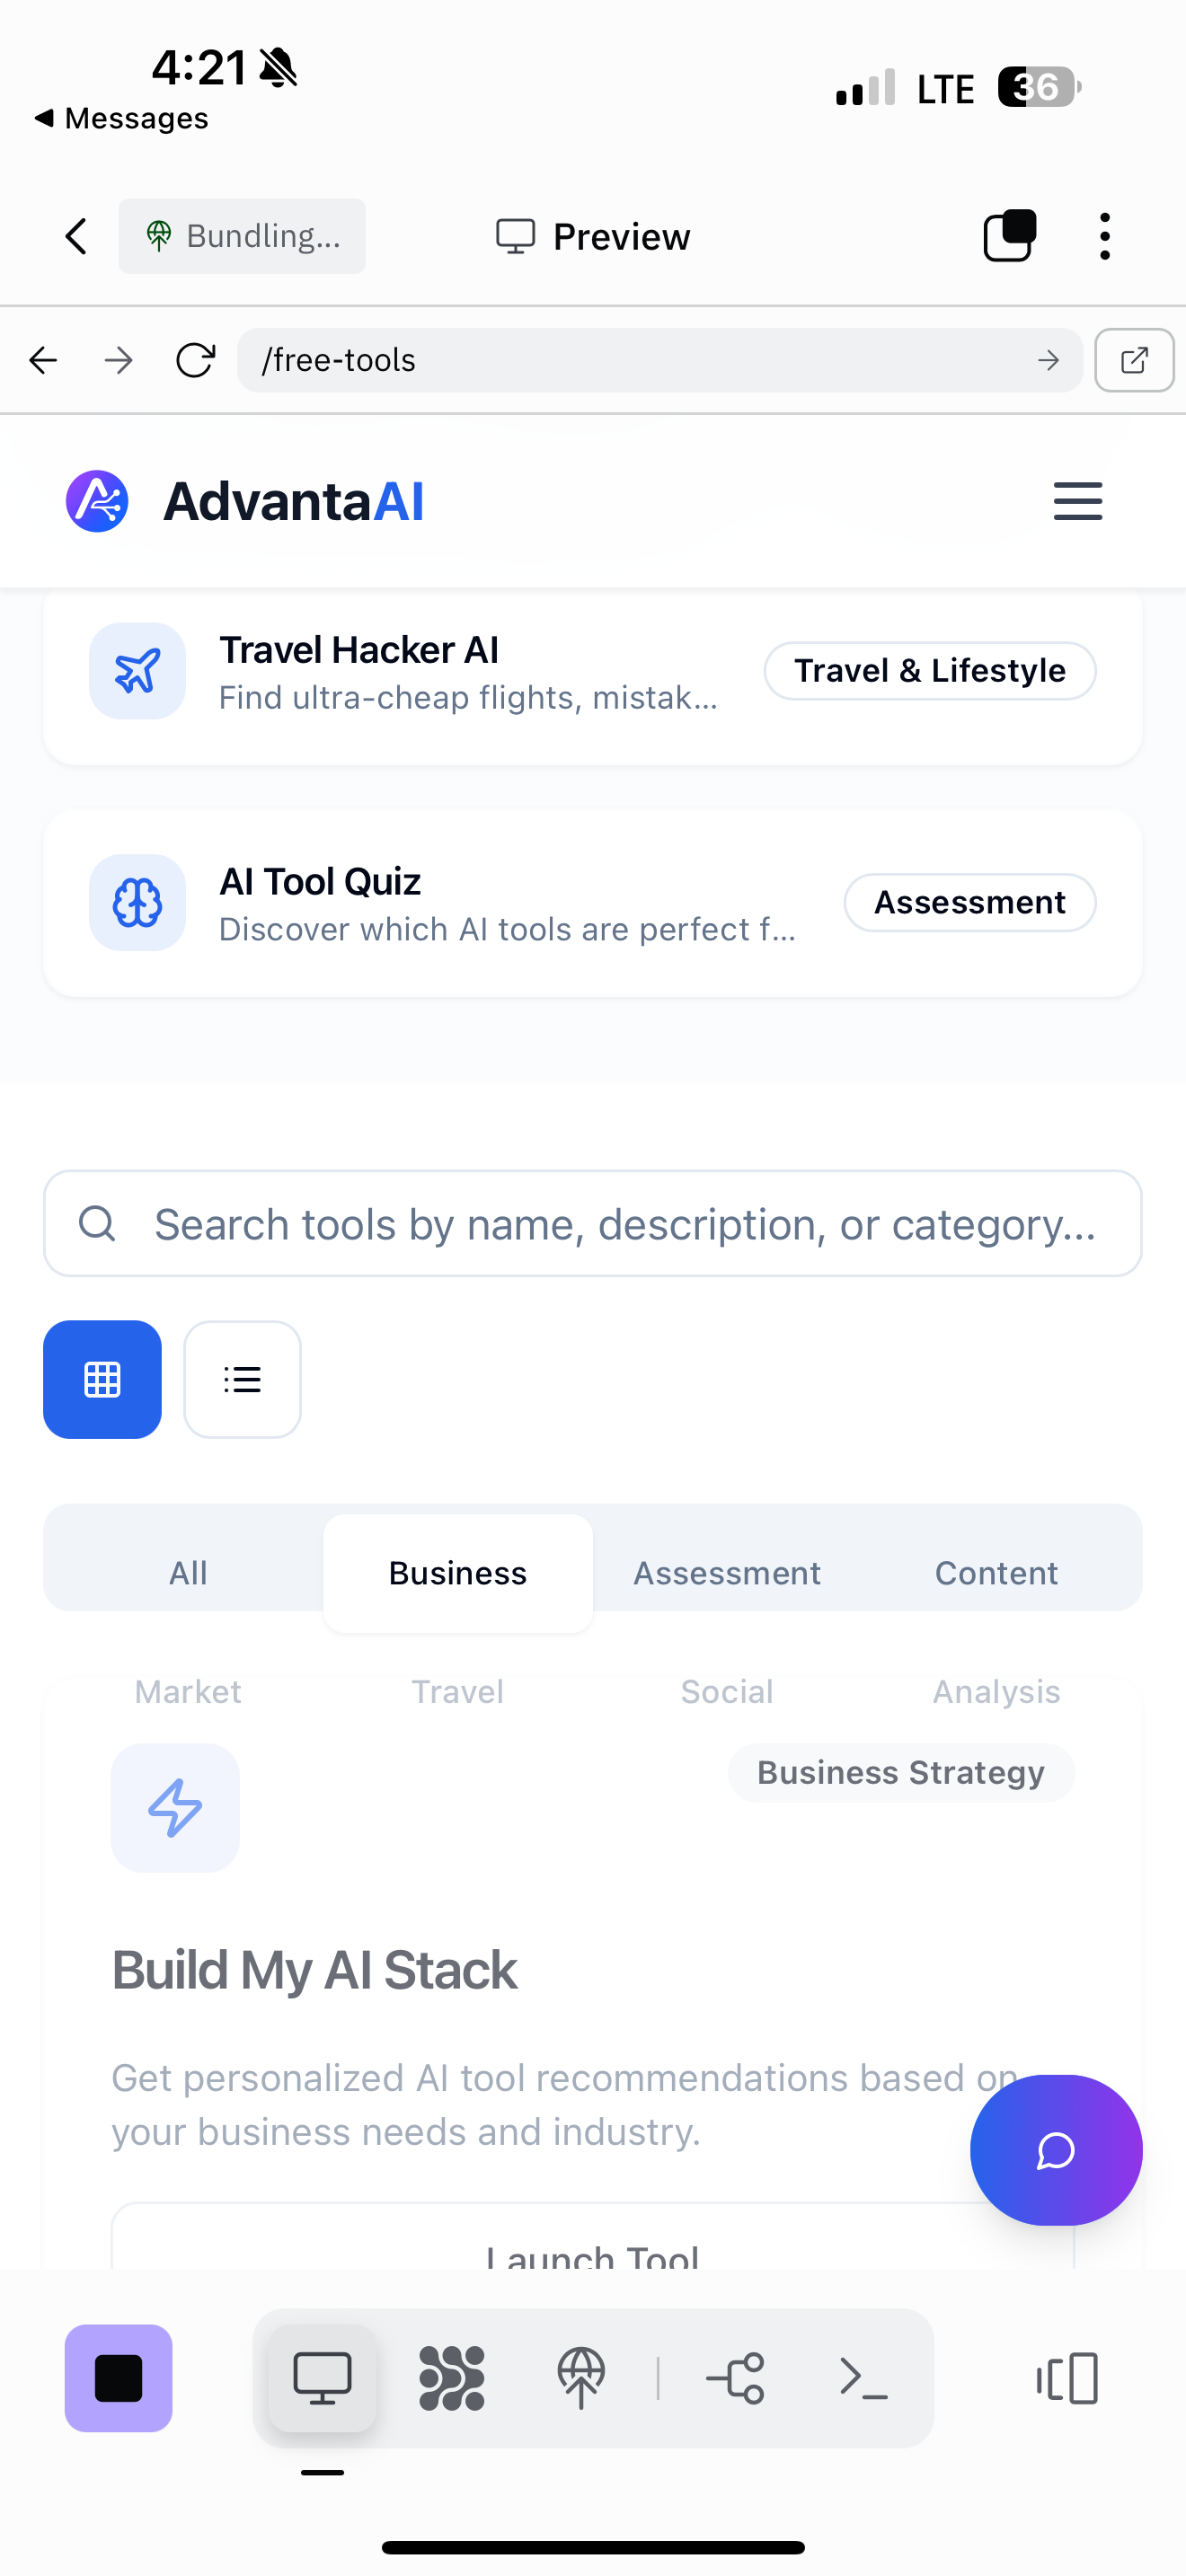 4:21
LTE
36
Messages
Bundling...
Preview
/free-tools
AdvantaAI
Travel Hacker AI
Find ultra-cheap flights, mistak...
Travel & Lifestyle
AI Tool Quiz
Discover which AI tools are perfect f...
Assessment
Search tools by name, description, or category...
All
Business
Assessment
Content
Market
Travel
Social
Analysis
Business Strategy
Build My AI Stack
Get personalized AI tool recommendations based on
your business needs and industry.
Launch Tool